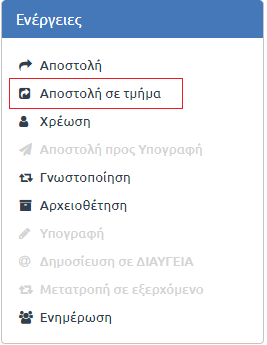 Ενέργειες
Αποστολή
Αποστολή σε τμήμα
Χρέωση
Αποστολή προς Υπογραφή
Γνωστοποίηση
Αρχειοθέτηση
Υπογραφή
Δημοσίευση σε ΔΙΑΥΓΕΙΑ
Μετατροπή σε εξερχόμενο
Ενημέρωση